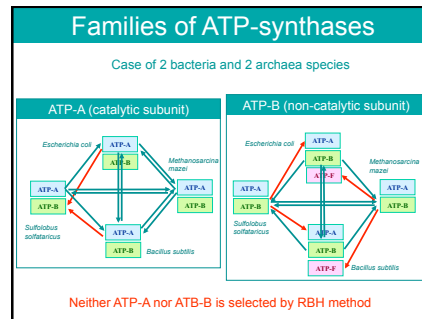 Families of ATP-synthases
Case of 2 bacteria and 2 archaea species
ATP-A (catalytic subunit)
Escherichia coli
ATP-A
ATP-B
Methanosarcina
mazei
ATP-A
ATP-B
ATP-A
ATP-B
Sulfolobus
solfataricus
ATP-A
ATP-B
Bacillus subtilis
ATP-B (non-catalytic subunit)
Escherichia coli
ATP-A
ATP-B
ATP-F
Methanosarcina
mazei
ATP-A
ATP-B
ATP-A
ATP-B
Sulfolobus
solfataricus
ATP-A
ATP-B
ATP-F
Bacillus subtilis
Neither ATP-A nor ATB-B is selected by RBH method